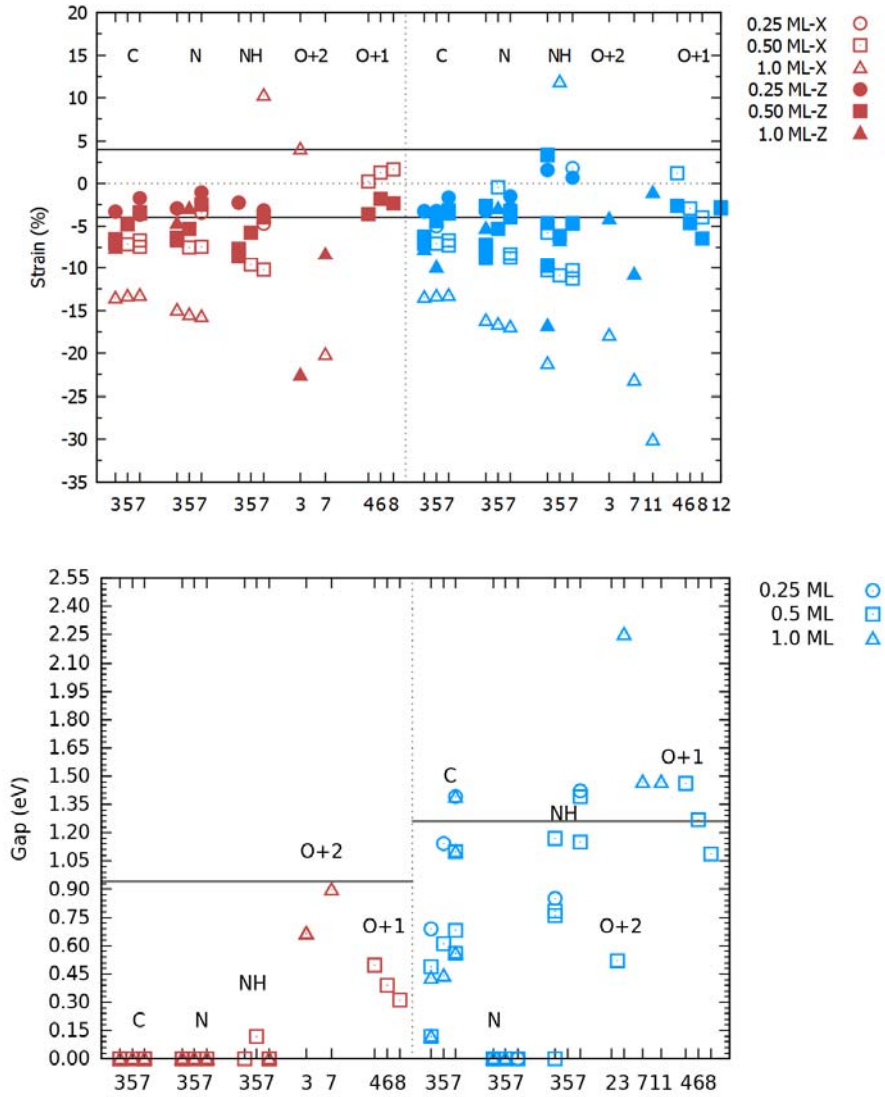 15
20
10
5
0
-5
-10
-15
-20
-25
-30
-35
Strain (%)
C N NH O+2 O+1 C N NH O+2 O+1
357 357 357 3 7 468 357 357 357 3 711 46812
0.25 ML-X
0.50 ML-X
1.0 ML-X
0.25 ML-Z
0.50 ML-Z
1.0 ML-Z
2.55
2.40
2.25
2.10
1.95
1.80
1.65
1.50
1.35
1.20
1.05
0.90
0.75
0.60
0.45
0.30
0.15
0.00
Gap (eV)
O+1
C
NH
O+2
O+1
O+2
NH
C N N
357 357 357 3 7 468 357 357 357 23 711 468
0.25 ML
0.5 ML
1.0 ML